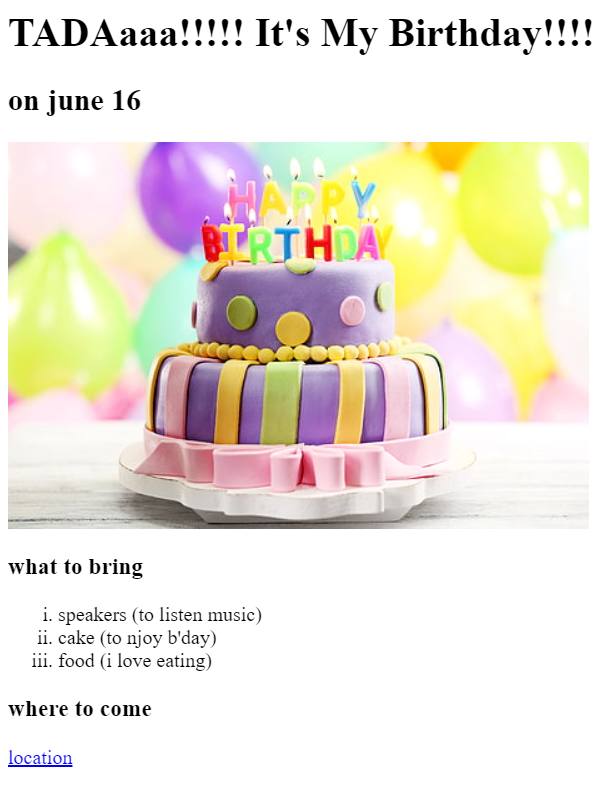 TADAaaa!!!!! It's My Birthday!!!!
on june 16
HAPPY
BIRTHDAY
what to bring
i. speakers (to listen music)
ii. cake (to njoy b'day)
iii. food (i love eating)
where to come
location